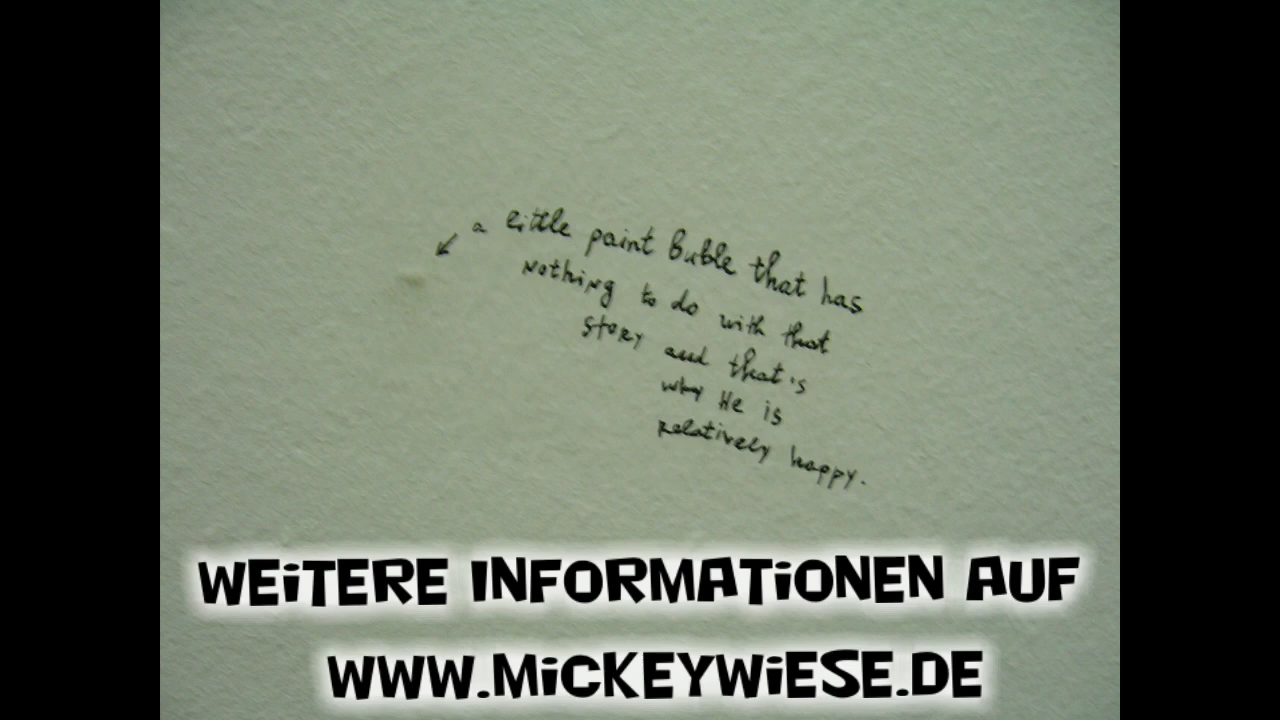 a little paint Buble that has
Nothing to do with that
story and that's
why He is
relatively happy.
WEiTERE INFORMATiONEN AUF
WWW.MiCKEYWiESE.DE